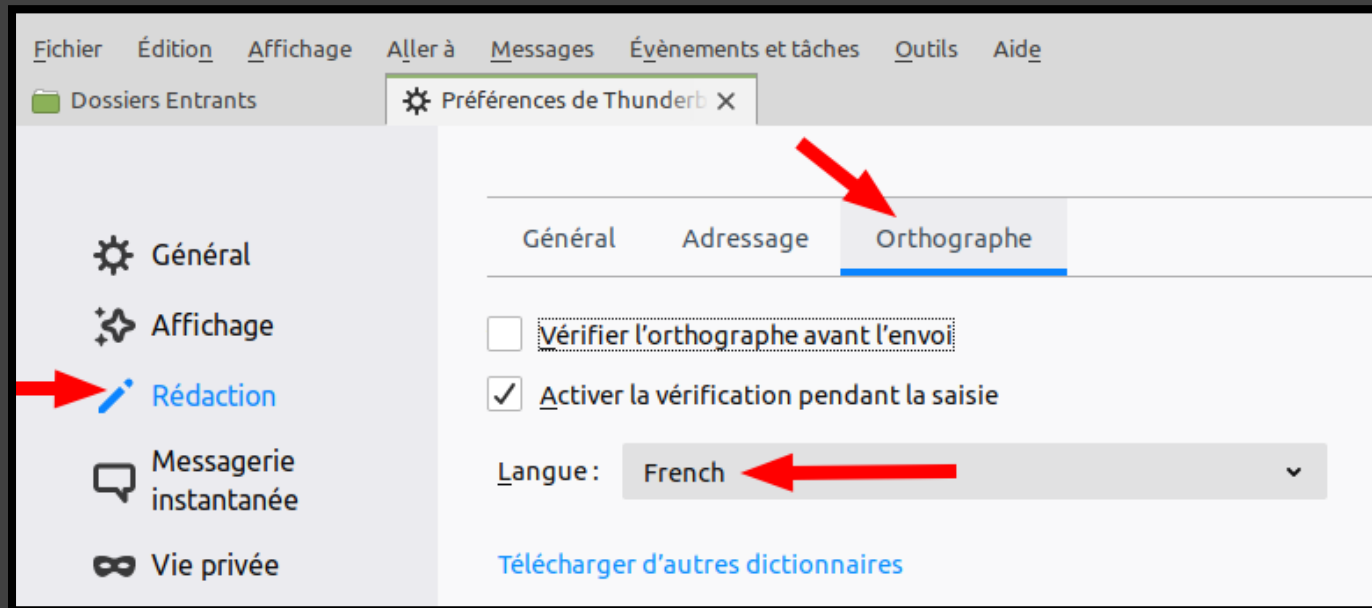 Fichier Édition Affichage Aller à Messages Évènements et tâches Outils Aide
Dossiers Entrants Préférences de Thunderb
Général Adressage Orthographe
Général
Affichage
Rédaction
Messagerie
instantanée
Vie privée
Vérifier l'orthographe avant l'envoi
Activer la vérification pendant la saisie
Langue : French
Télécharger d'autres dictionnaires